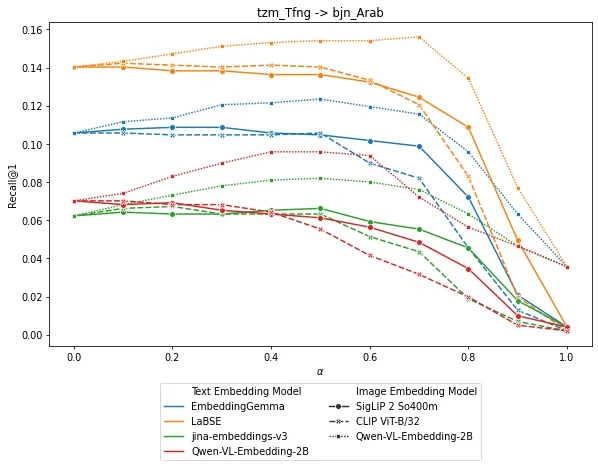 tzm_Tfng -> bjn_Arab
0.16
0.14
0.12
0.10
0.08
0.06
0.04
0.02
0.00
Recall@1
0.0 0.2 0.4 0.6 0.8 1.0
α
Text Embedding Model Image Embedding Model
EmbeddingGemma SigLIP 2 So400m
LaBSE CLIP ViT-B/32
jina-embeddings-v3 Qwen-VL-Embedding-2B
Qwen-VL-Embedding-2B